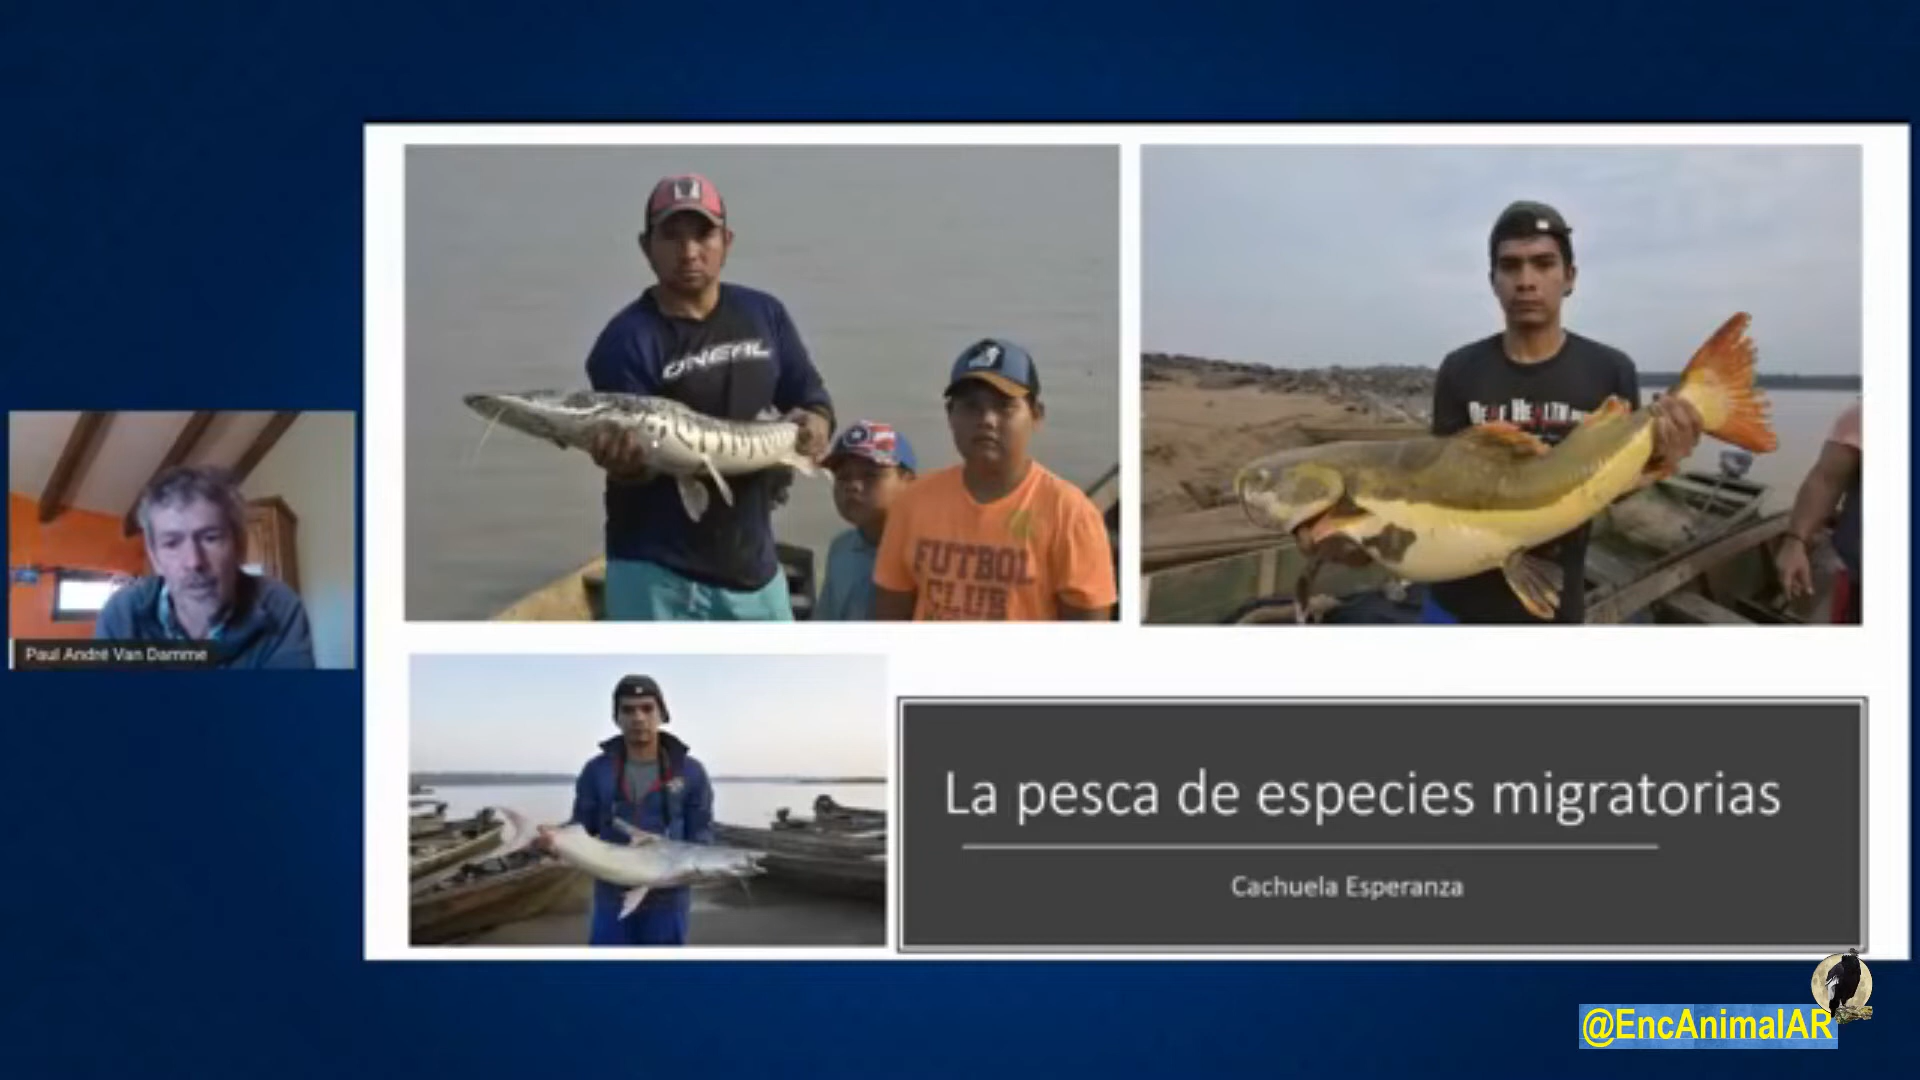 ONEAL
FUTBOL
CLUB
Paul André Van Damme
La pesca de especies migratorias
Cachuela Esperanza
@EncAnimalAR